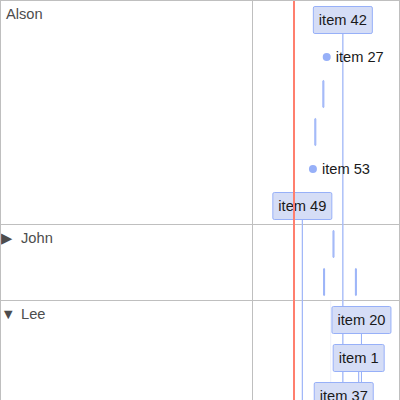 Alson
item 42
item 27
item 53
item 49
▶ John
▼ Lee
item 20
item 1
item 37